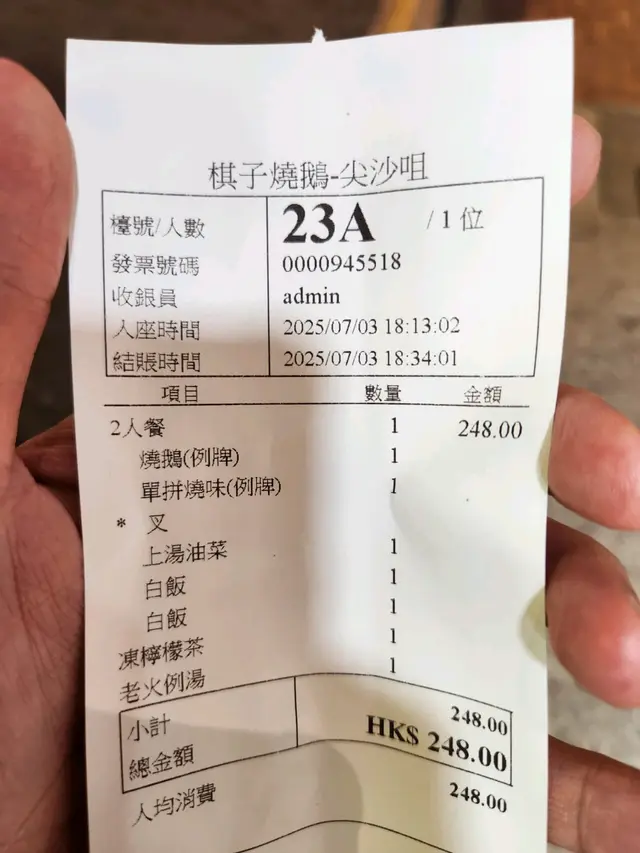 棋子燒鵝-尖沙咀
檯號/人數 23A /1位
發票號碼 0000945518
收銀員 admin
入座時間 2025/07/03 18:13:02
結賬時間 2025/07/03 18:34:01
項目 數量 金額
2人餐 1 248.00
燒鵝(例牌) 1
單拼燒味(例牌) 1
* 叉
上湯油菜 1
白飯 1
白飯 1
凍檸檬茶 1
老火例湯 1
小計 248.00
總金額 HK$ 248.00
人均消費 248.00